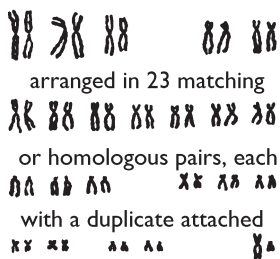 arranged in 23 matching
or homologous pairs, each
with a duplicate attached